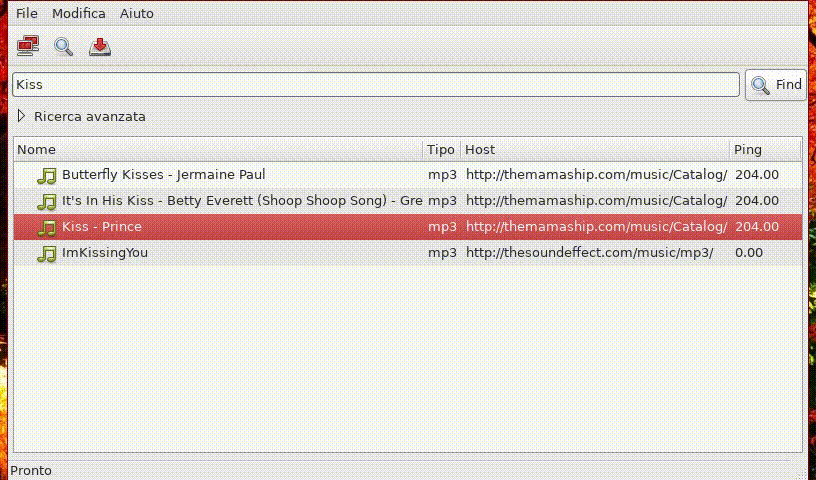 File Modifica Aiuto
Kiss Find
Ricerca avanzata
Nome Tipo Host Ping
Butterfly Kisses - Jermaine Paul mp3 http://themamaship.com/music/Catalog/ 204.00
It's In His Kiss - Betty Everett (Shoop Shoop Song) - Gre mp3 http://themamaship.com/music/Catalog/ 204.00
Kiss - Prince mp3 http://themamaship.com/music/Catalog/ 204.00
ImKissingYou mp3 http://thesoundeffect.com/music/mp3/ 0.00
Pronto